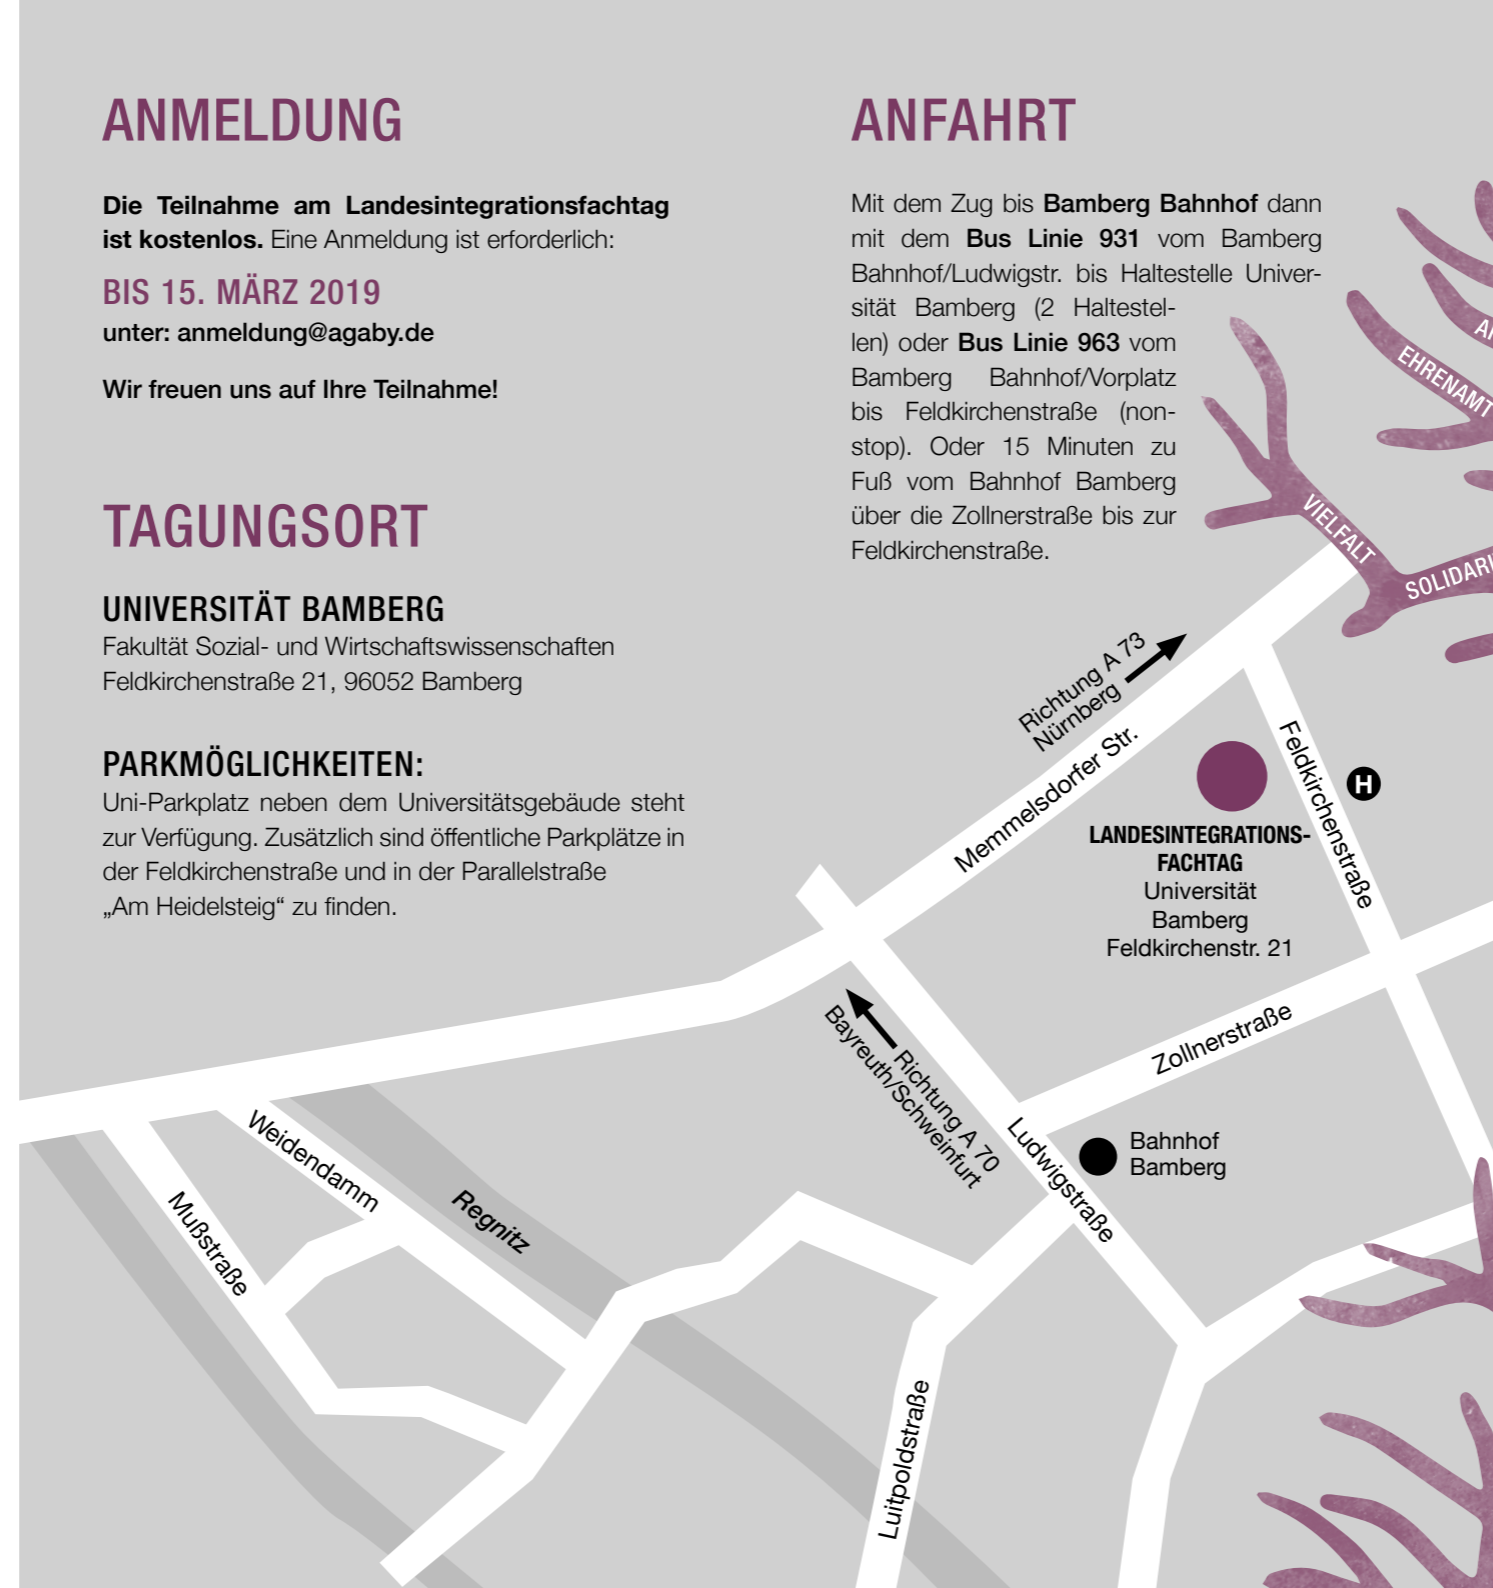 ANMELDUNG
Die Teilnahme am Landesintegrationsfachtag
ist kostenlos. Eine Anmeldung ist erforderlich:
BIS 15. MÄRZ 2019
unter: anmeldung@agaby.de
Wir freuen uns auf Ihre Teilnahme!
TAGUNGSORT
UNIVERSITÄT BAMBERG
Fakultät Sozial- und Wirtschaftswissenschaften
Feldkirchenstraße 21, 96052 Bamberg
PARKMÖGLICHKEITEN:
Uni-Parkplatz neben dem Universitätsgebäude steht
zur Verfügung. Zusätzlich sind öffentliche Parkplätze in
der Feldkirchenstraße und in der Parallelstraße
„Am Heidelsteig“ zu finden.
ANFAHRT
Mit dem Zug bis Bamberg Bahnhof dann
mit dem Bus Linie 931 vom Bamberg
Bahnhof/Ludwigstr. bis Haltestelle Univer-
sität Bamberg (2 Haltestel-
len) oder Bus Linie 963 vom
Bamberg Bahnhof/Vorplatz
bis Feldkirchenstraße (non-
stop). Oder 15 Minuten zu
Fuß vom Bahnhof Bamberg
über die Zollnerstraße bis zur
Feldkirchenstraße.
EHRENAMT
VIELFALT
SOLIDARI
Richtung A 73
Nürnberg
Memmelsdorfer Str.
Feldkirchenstraße
H
LANDESINTEGRATIONS-
FACHTAG
Universität
Bamberg
Feldkirchenstr. 21
Zollnerstraße
Richtung A 70
Bayreuth/Schweinfurt
Ludwigstraße
Bahnhof
Bamberg
Weidendamm
Regnitz
Mußstraße
Luitpoldstraße